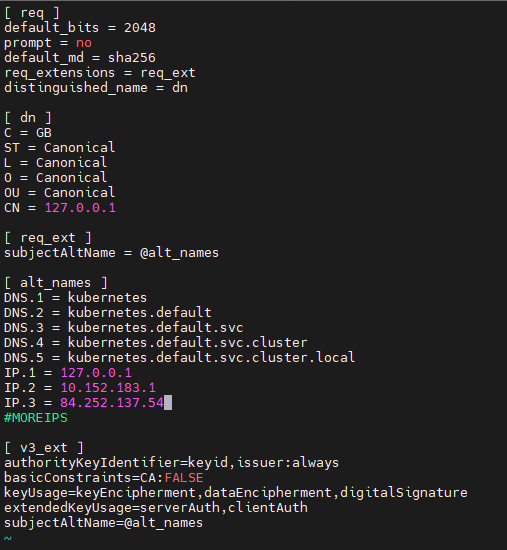 [ req ]
default_bits = 2048
prompt = no
default_md = sha256
req_extensions = req_ext
distinguished_name = dn

[ dn ]
C = GB
ST = Canonical
L = Canonical
O = Canonical
OU = Canonical
CN = 127.0.0.1

[ req_ext ]
subjectAltName = @alt_names

[ alt_names ]
DNS.1 = kubernetes
DNS.2 = kubernetes.default
DNS.3 = kubernetes.default.svc
DNS.4 = kubernetes.default.svc.cluster
DNS.5 = kubernetes.default.svc.cluster.local
IP.1 = 127.0.0.1
IP.2 = 10.152.183.1
IP.3 = 84.252.137.54
#MOREIPS

[ v3_ext ]
authorityKeyIdentifier=keyid,issuer:always
basicConstraints=CA:FALSE
keyUsage=keyEncipherment,dataEncipherment,digitalSignature
extendedKeyUsage=serverAuth,clientAuth
subjectAltName=@alt_names
~